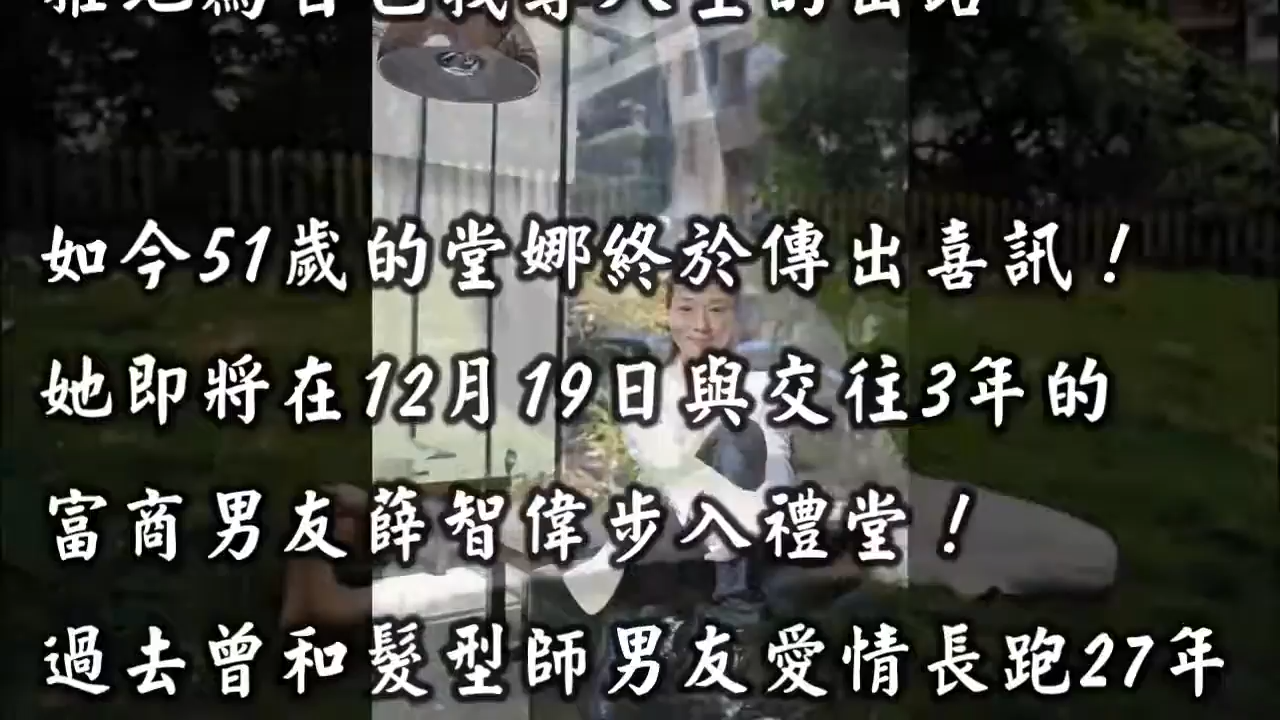 如今51歲的堂娜終於傳出喜訊！
她即將在12月19日與交往3年的
富商男友薛智偉步入禮堂！
過去曾和髮型師男友愛情長跑27年